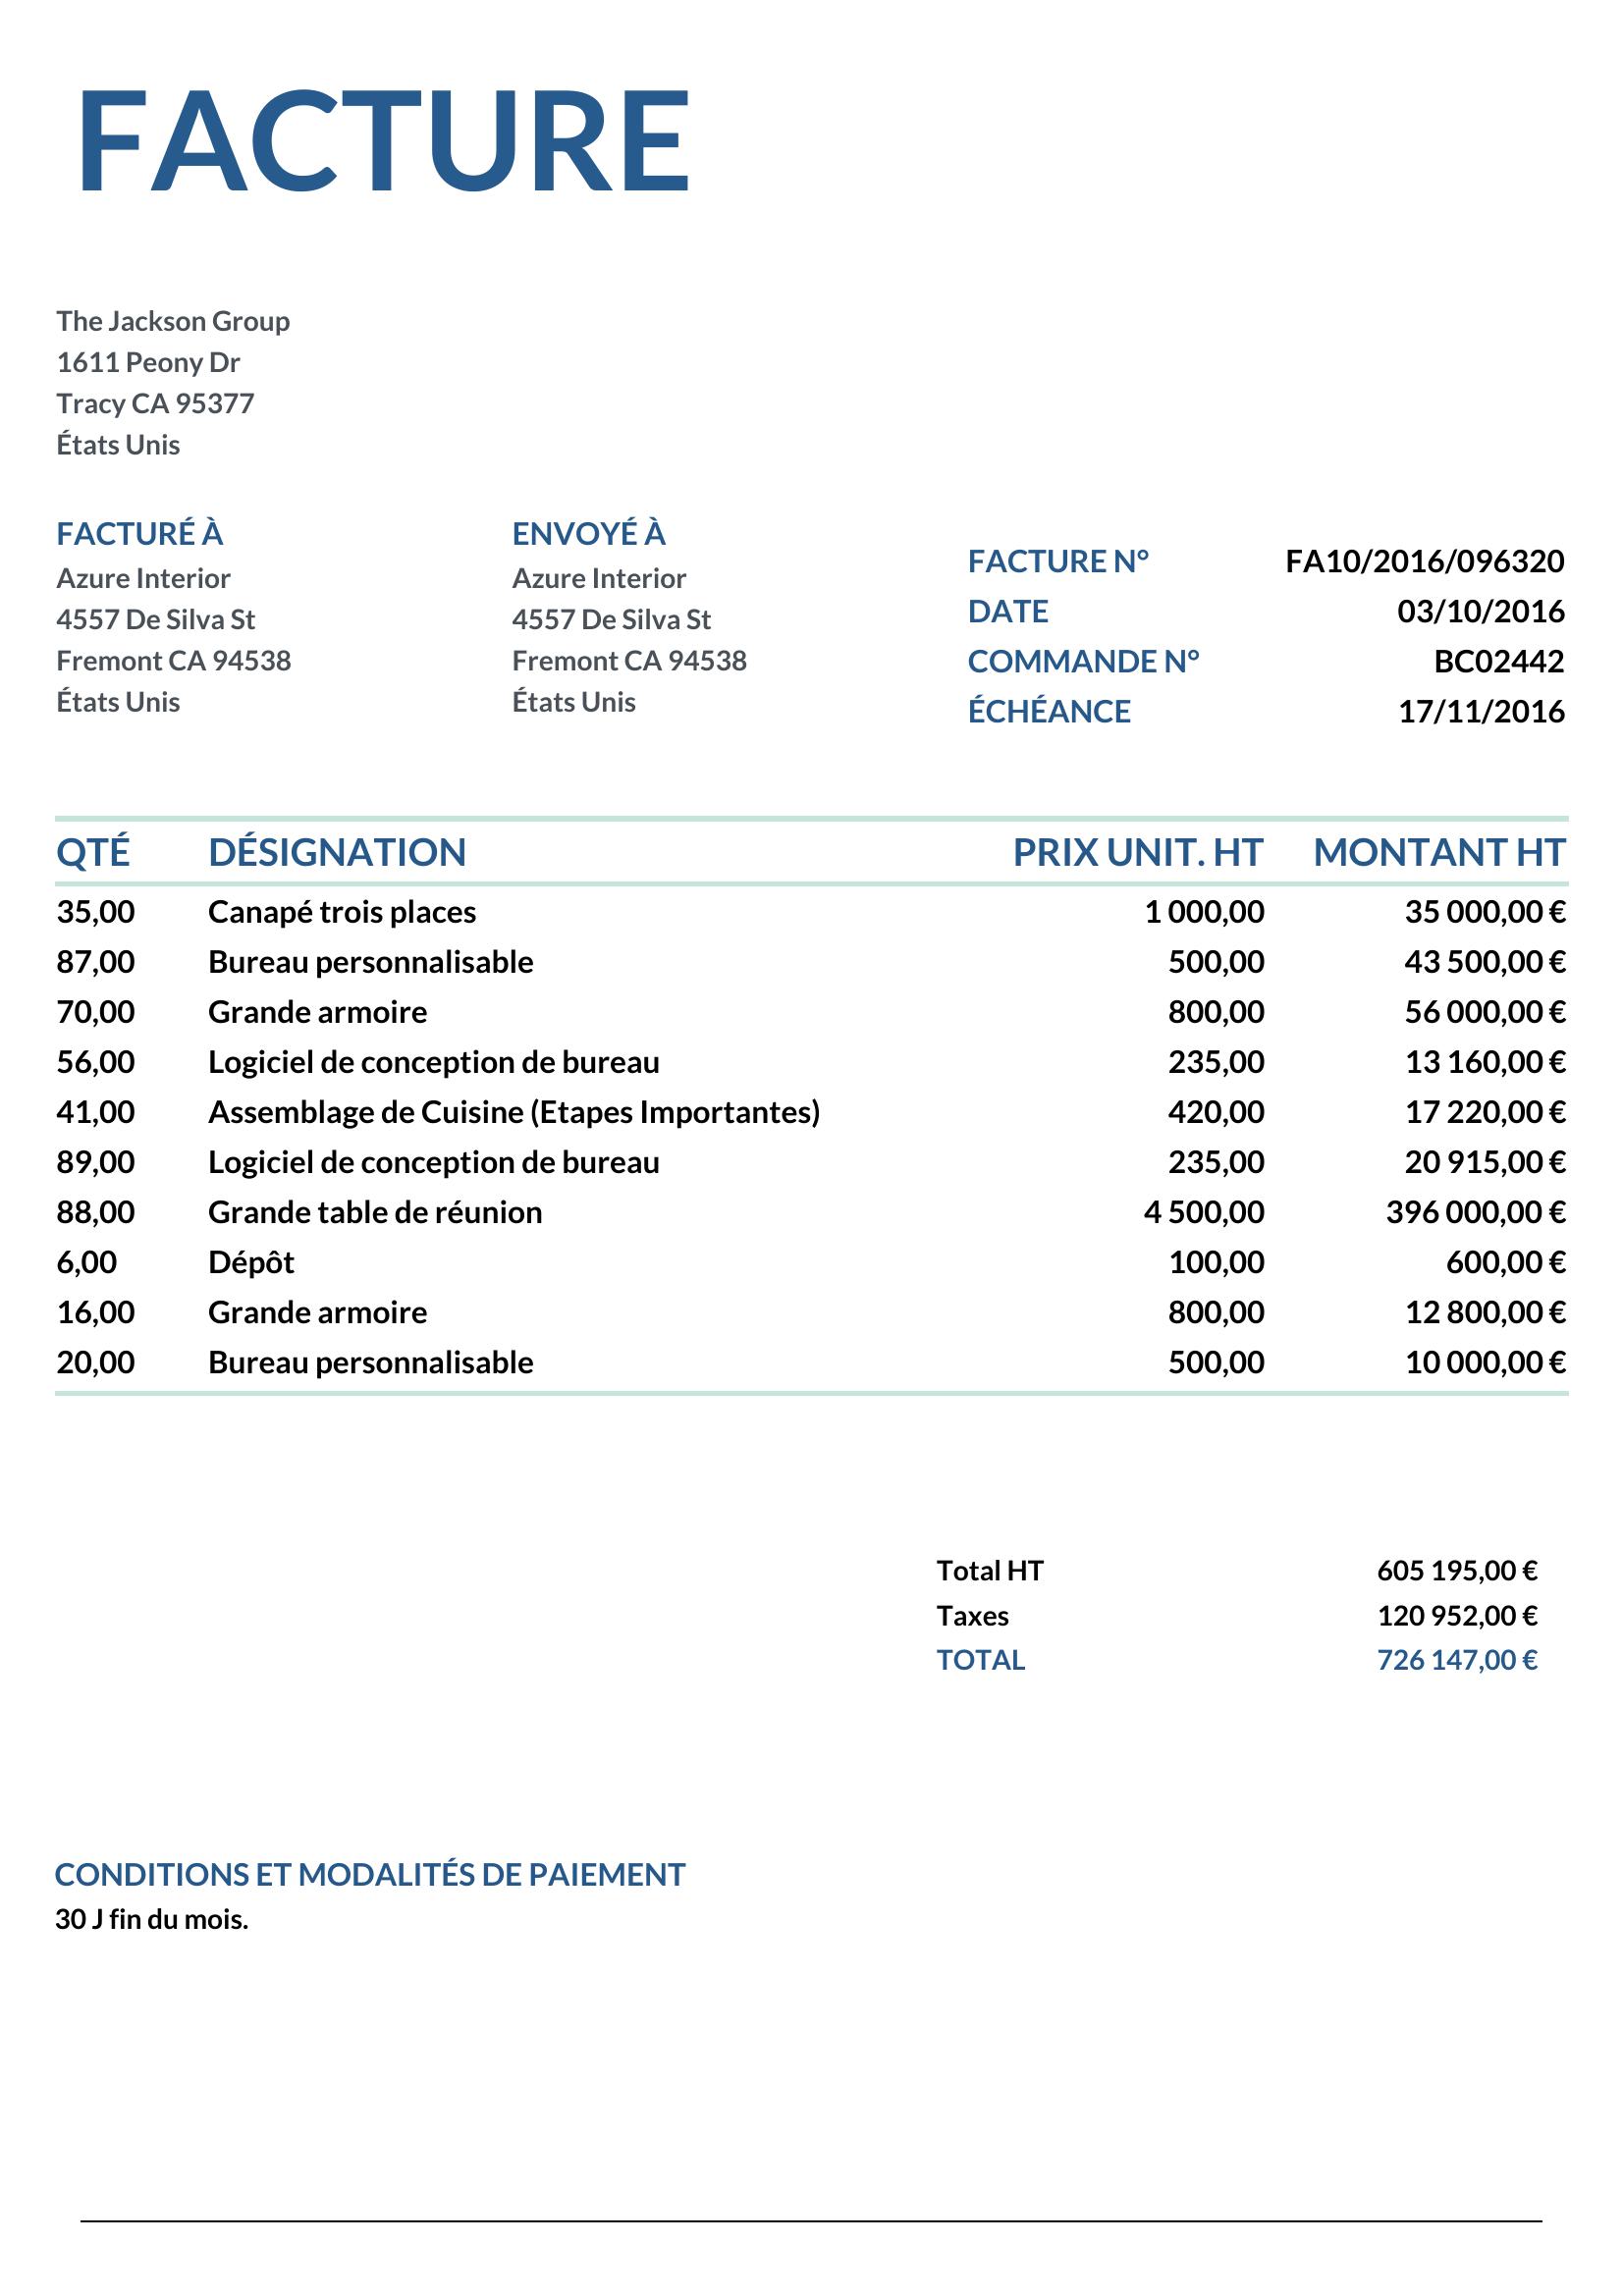 FACTURE
The Jackson Group
1611 Peony Dr
Tracy CA 95377
États Unis
FACTURÉ À
Azure Interior
4557 De Silva St
Fremont CA 94538
États Unis
ENVOYÉ À
Azure Interior
4557 De Silva St
Fremont CA 94538
États Unis
FACTURE N° FA10/2016/096320
DATE 03/10/2016
COMMANDE N° BC02442
ÉCHÉANCE 17/11/2016
QTÉ DÉSIGNATION PRIX UNIT. HT MONTANT HT
35,00 Canapé trois places 1 000,00 35 000,00 €
87,00 Bureau personnalisable 500,00 43 500,00 €
70,00 Grande armoire 800,00 56 000,00 €
56,00 Logiciel de conception de bureau 235,00 13 160,00 €
41,00 Assemblage de Cuisine (Etapes Importantes) 420,00 17 220,00 €
89,00 Logiciel de conception de bureau 235,00 20 915,00 €
88,00 Grande table de réunion 4 500,00 396 000,00 €
6,00 Dépôt 100,00 600,00 €
16,00 Grande armoire 800,00 12 800,00 €
20,00 Bureau personnalisable 500,00 10 000,00 €
Total HT 605 195,00 €
Taxes 120 952,00 €
TOTAL 726 147,00 €
CONDITIONS ET MODALITÉS DE PAIEMENT
30 J fin du mois.